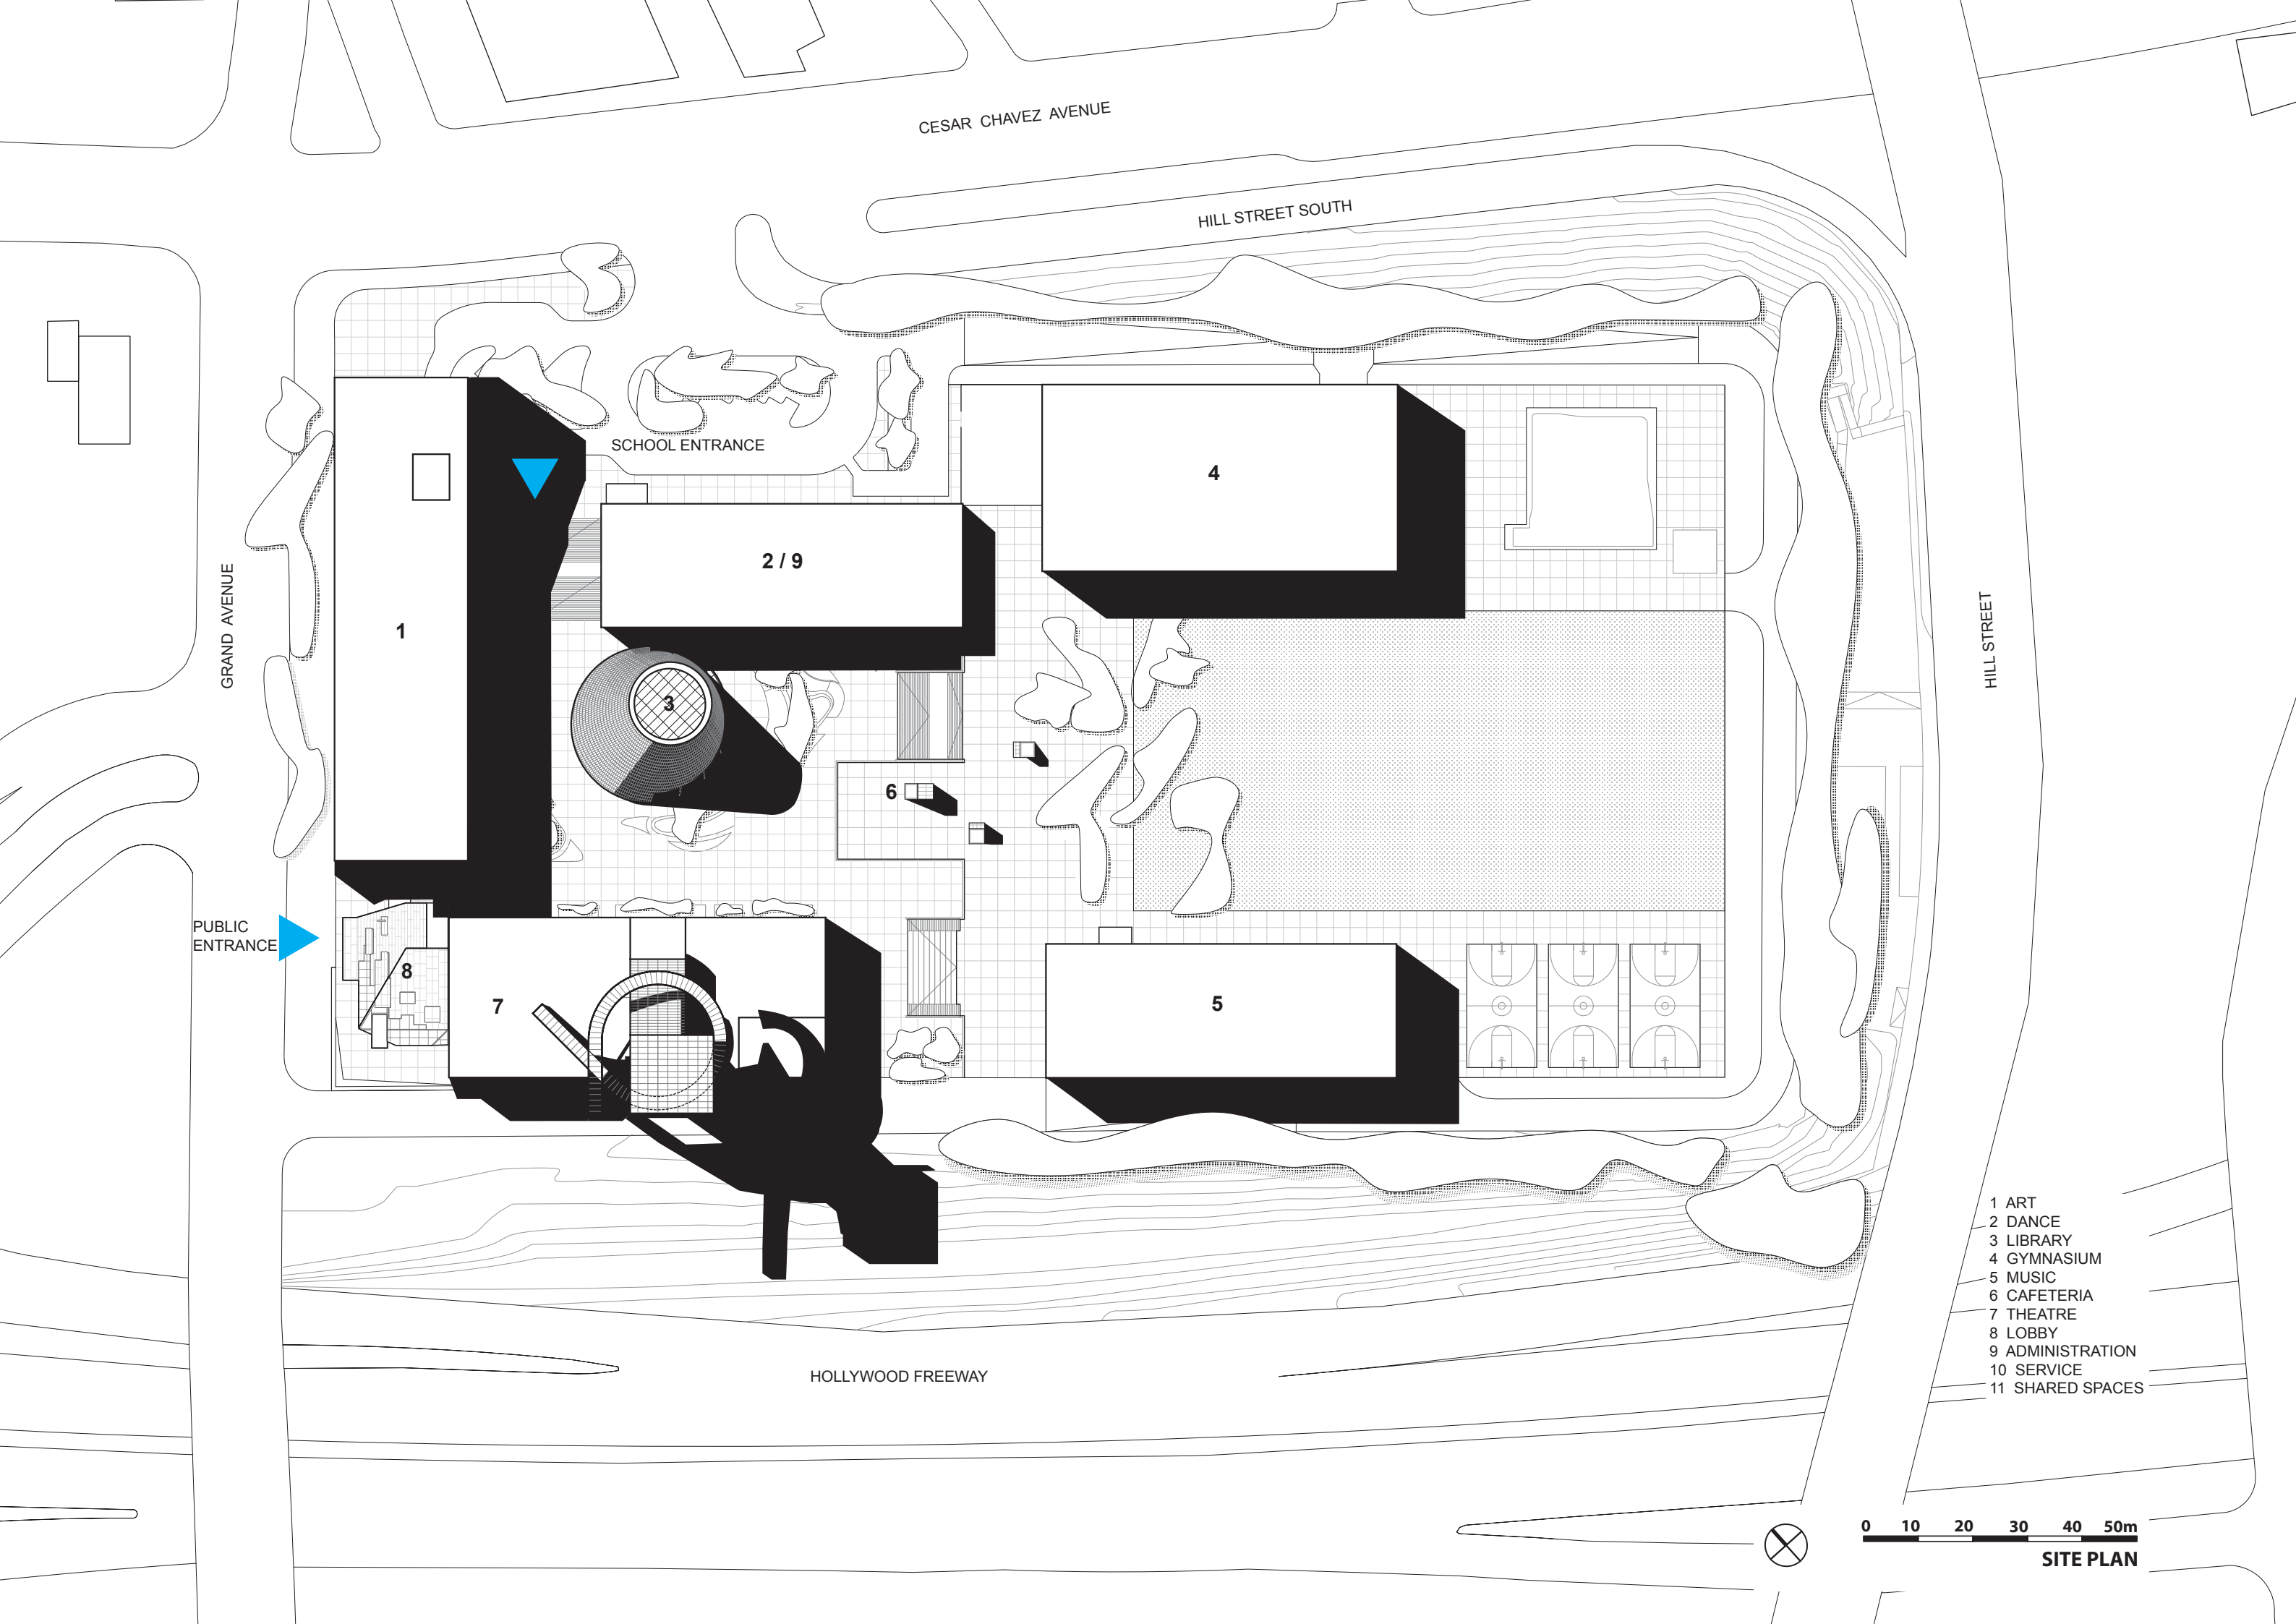 CESAR CHAVEZ AVENUE
HILL STREET SOUTH
SCHOOL ENTRANCE
4
2 / 9
GRAND AVENUE
1
HILL STREET
3
6
PUBLIC
ENTRANCE
8
7
5
1 ART
2 DANCE
3 LIBRARY
4 GYMNASIUM
5 MUSIC
6 CAFETERIA
7 THEATRE
8 LOBBY
9 ADMINISTRATION
10 SERVICE
11 SHARED SPACES
HOLLYWOOD FREEWAY
0 10 20 30 40 50m
SITE PLAN